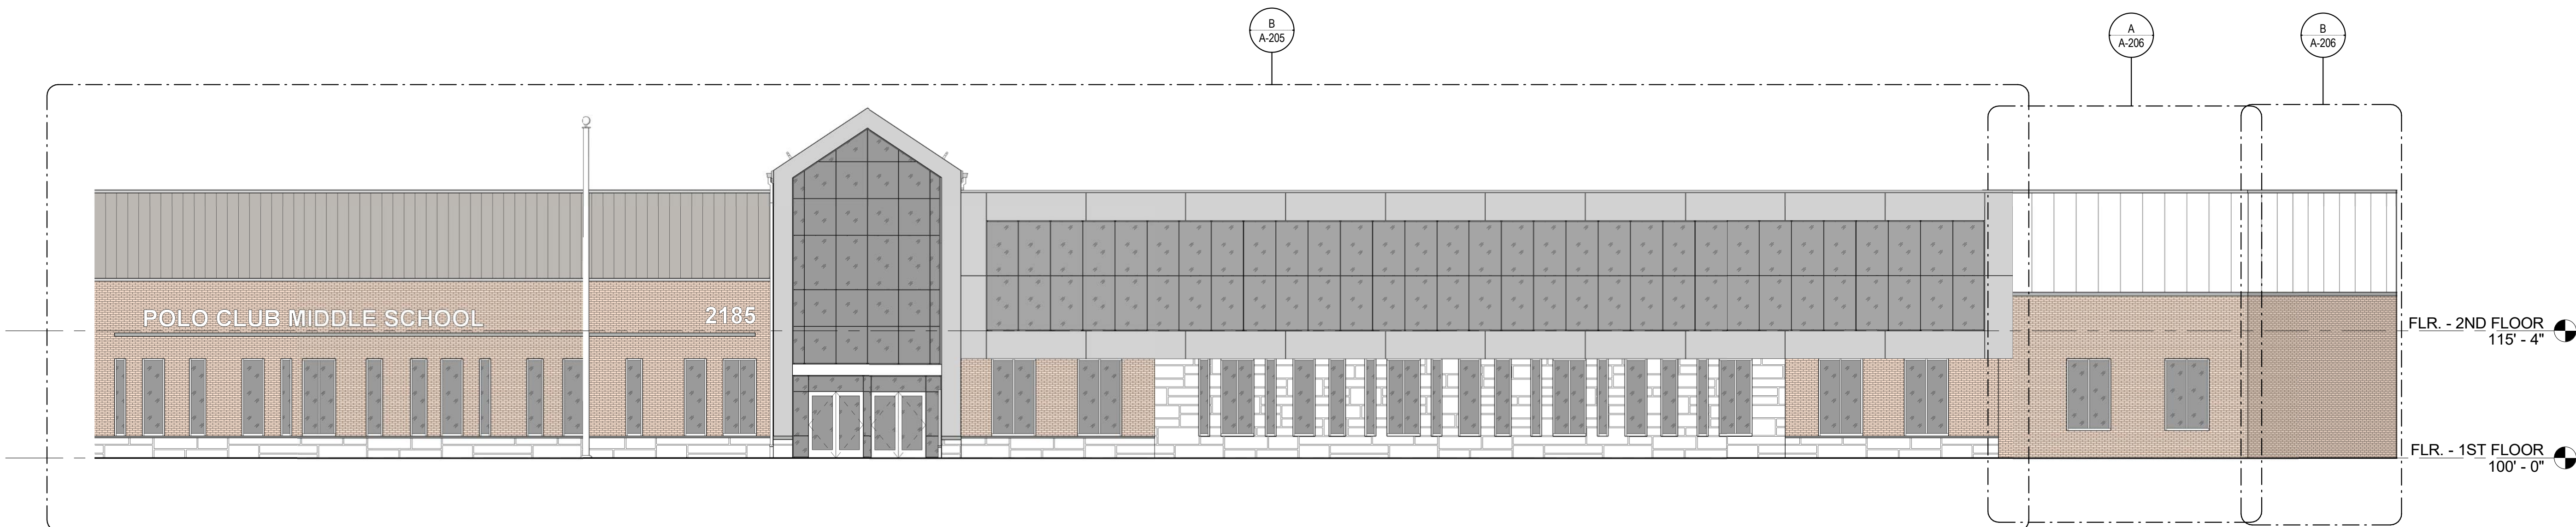 B
A-205
A
A-206
B
A-206
POLO CLUB MIDDLE SCHOOL
2185
FLR. - 2ND FLOOR
115' - 4"
FLR. - 1ST FLOOR
100' - 0"